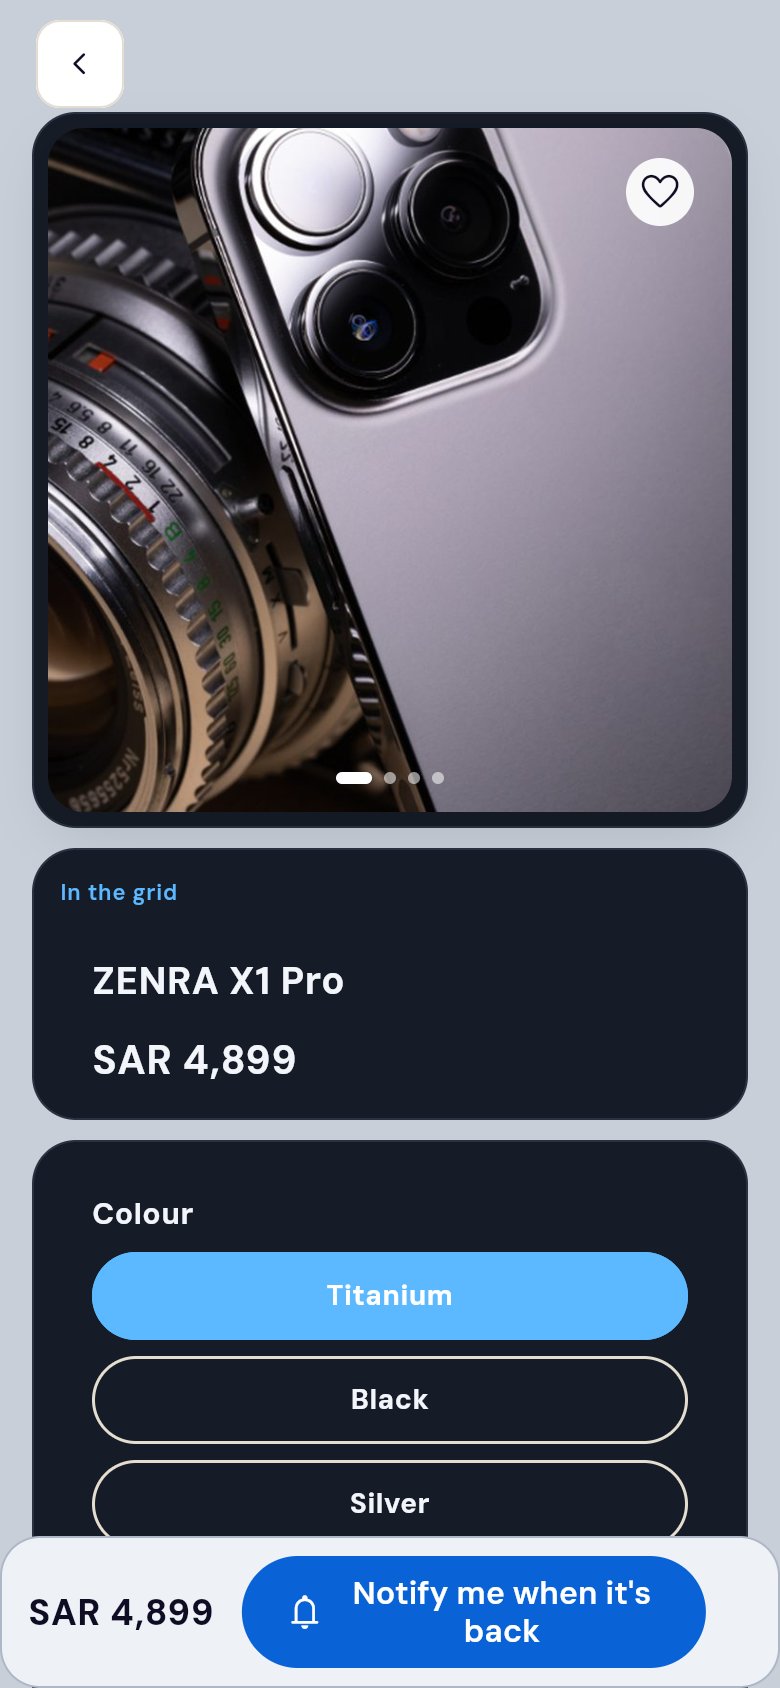 In the grid
ZENRA X1 Pro
SAR 4,899
Colour
Titanium
Black
Silver
SAR 4,899
Notify me when it's
back